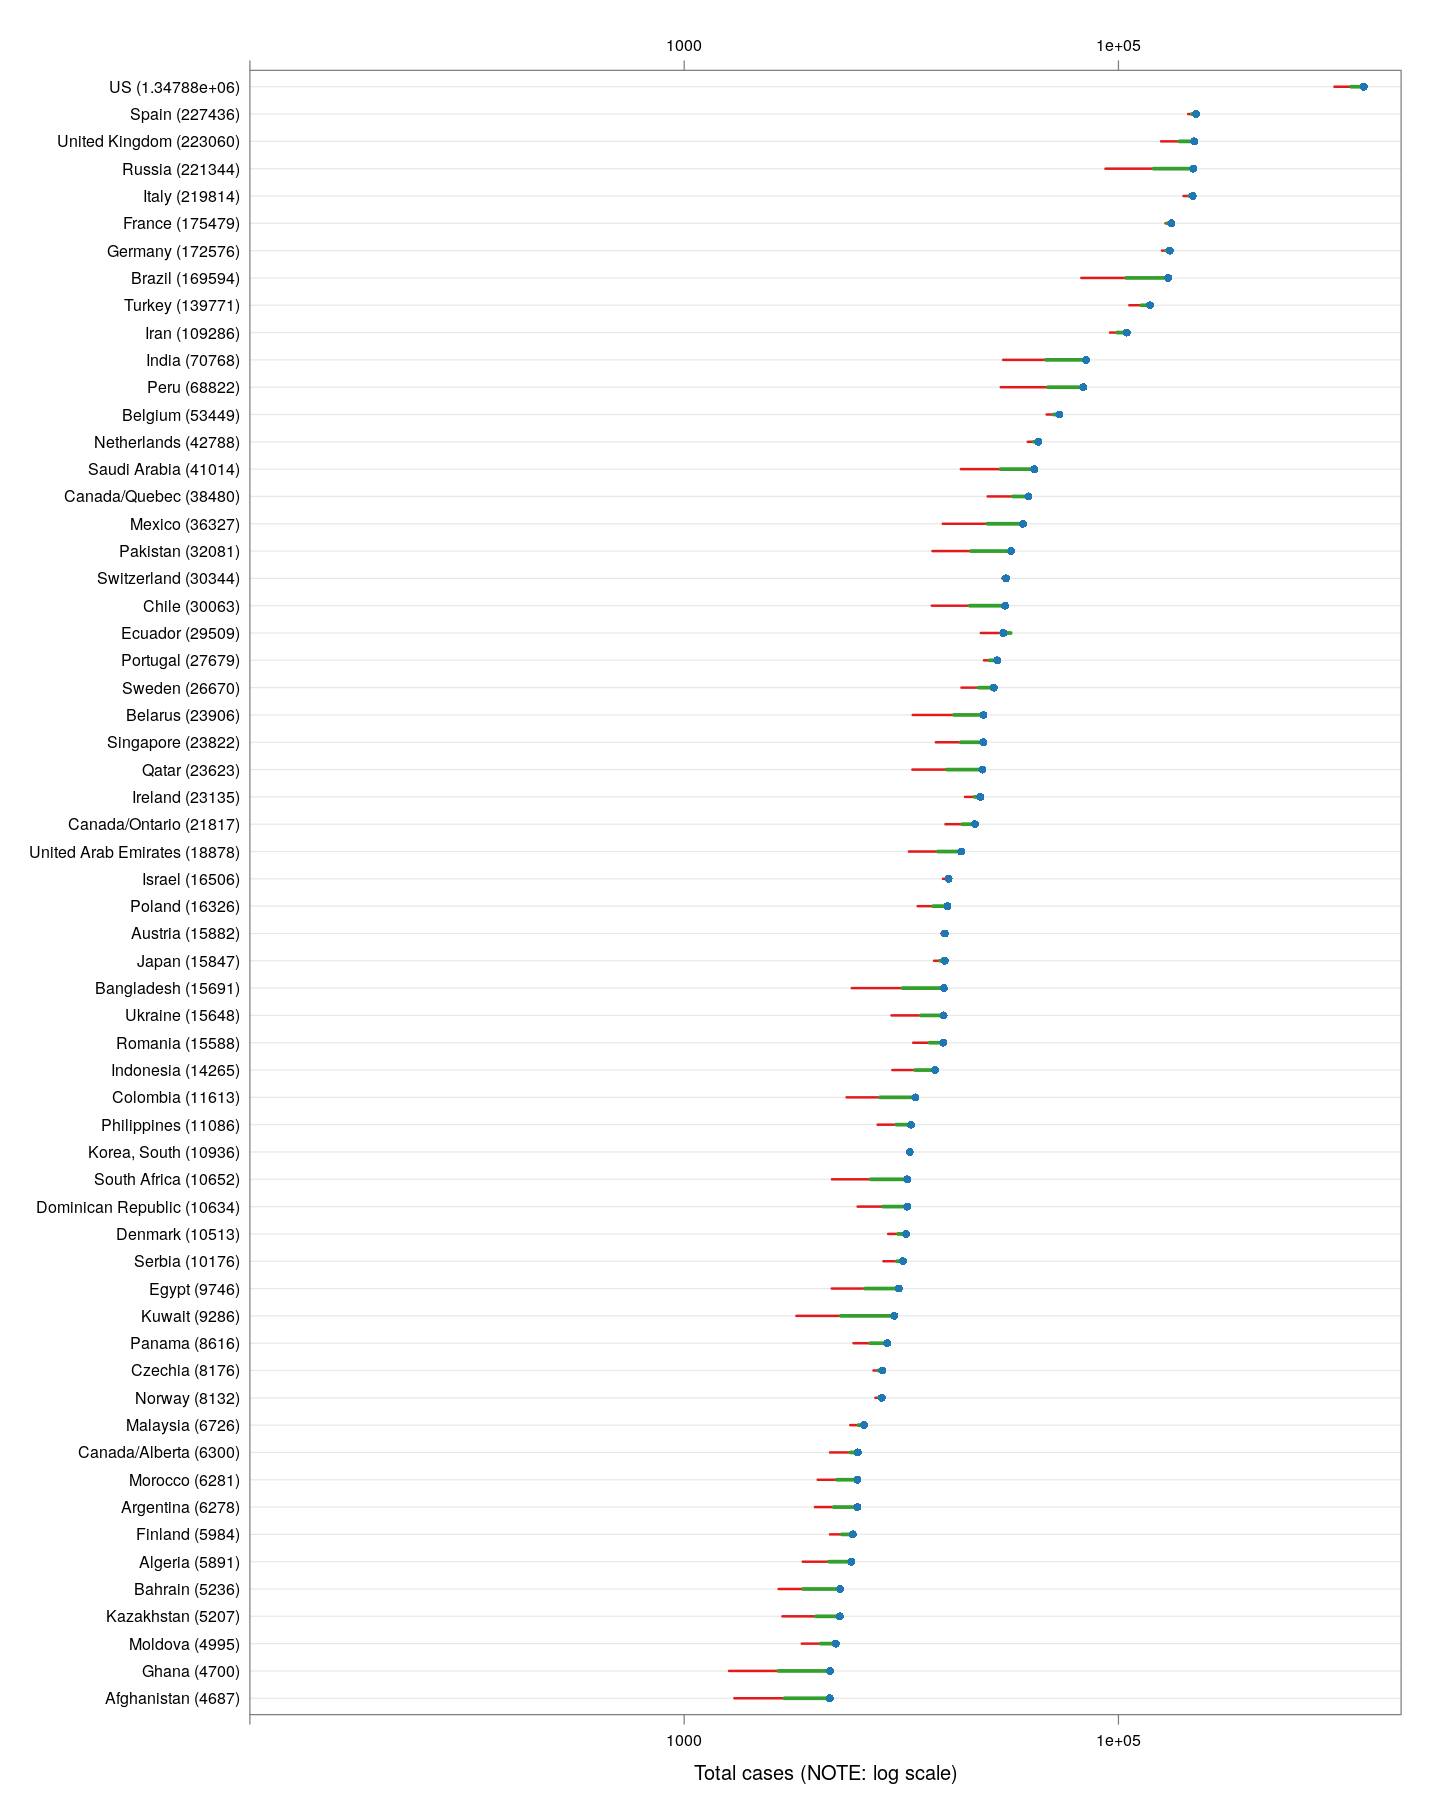 1000 1e+05
US (1.34788e+06)
Spain (227436)
United Kingdom (223060)
Russia (221344)
Italy (219814)
France (175479)
Germany (172576)
Brazil (169594)
Turkey (139771)
Iran (109286)
India (70768)
Peru (68822)
Belgium (53449)
Netherlands (42788)
Saudi Arabia (41014)
Canada/Quebec (38480)
Mexico (36327)
Pakistan (32081)
Switzerland (30344)
Chile (30063)
Ecuador (29509)
Portugal (27679)
Sweden (26670)
Belarus (23906)
Singapore (23822)
Qatar (23623)
Ireland (23135)
Canada/Ontario (21817)
United Arab Emirates (18878)
Israel (16506)
Poland (16326)
Austria (15882)
Japan (15847)
Bangladesh (15691)
Ukraine (15648)
Romania (15588)
Indonesia (14265)
Colombia (11613)
Philippines (11086)
Korea, South (10936)
South Africa (10652)
Dominican Republic (10634)
Denmark (10513)
Serbia (10176)
Egypt (9746)
Kuwait (9286)
Panama (8616)
Czechia (8176)
Norway (8132)
Malaysia (6726)
Canada/Alberta (6300)
Morocco (6281)
Argentina (6278)
Finland (5984)
Algeria (5891)
Bahrain (5236)
Kazakhstan (5207)
Moldova (4995)
Ghana (4700)
Afghanistan (4687)
1000 1e+05
Total cases (NOTE: log scale)